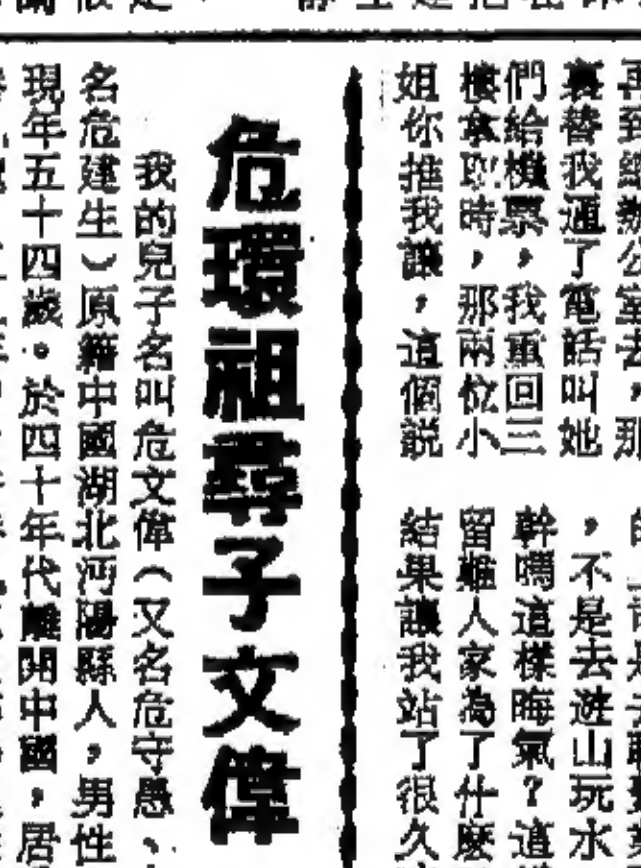 姐你推我讓，這個説
樓拿取時，那兩位小
們給機票，我重回三
裏替我通了電話叫她
再到總辦公室去，那
結果讓我站了很久
留難人家為了什麽
幹嗎這樣晦氣？這
，不是去遊山玩水
危環祖尋子文偉
我的兒子名叫危文偉（又名危守愚、
名危建生）原籍中國湖北沔陽縣人，男性
現年五十四歲。於四十年代離開中國，居